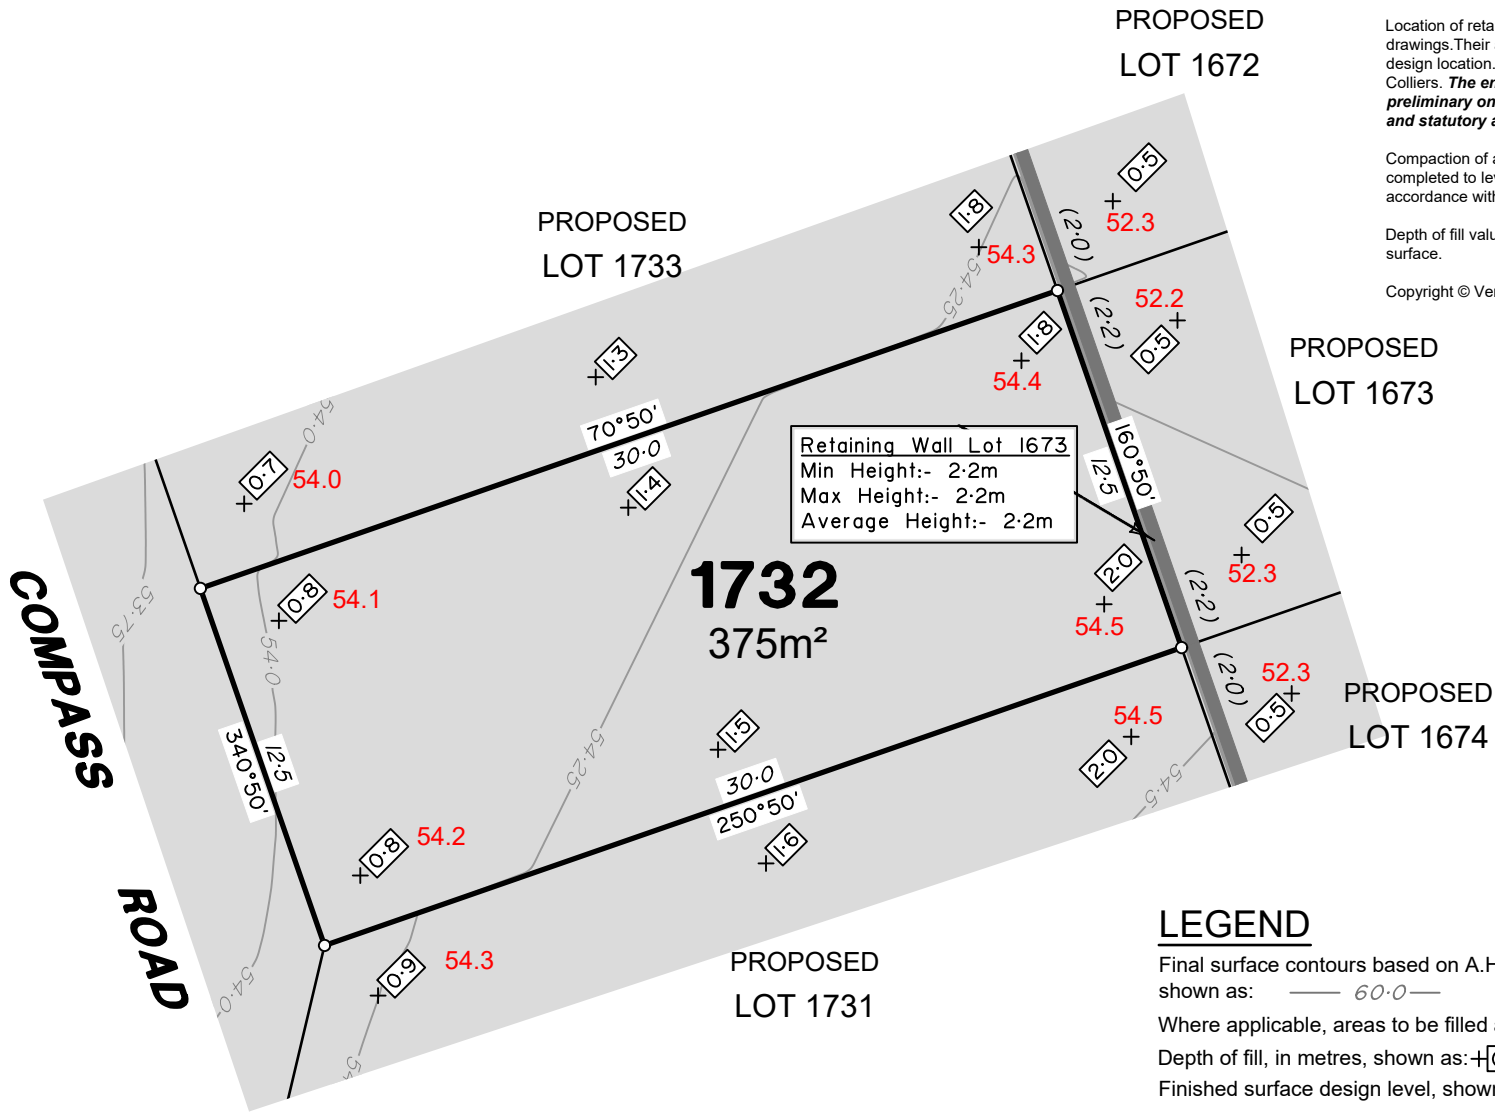 PROPOSED
LOT 1672
Location of reta
drawings.Their
design location.
Colliers. The en
preliminary on
and statutory a
Compaction of a
completed to lev
accordance with
Depth of fill valu
surface.
Copyright © Ver
PROPOSED
LOT 1733
0·5
52.3
(2·0)
1·8
54.3
54·25
52.2
0·5
(2·2)
PROPOSED
LOT 1673
1·8
54.4
1·3
70°50'
30·0
1·4
54·0
0·7
54.0
Retaining Wall Lot 1673
Min Height:- 2·2m
Max Height:- 2·2m
Average Height:- 2·2m
160°50'
12·5
0·5
52.3
(2·2)
2·0
54.5
1732
375m²
COMPASS
ROAD
53·75
0·8
54.1
54·0
340°50'
12·5
54·25
1·5
30·0
250°50'
1·6
52.3
(2·0)
0·5
54.5
2·0
54·5
PROPOSED
LOT 1674
0·8
54.2
54·0
0·9
54.3
PROPOSED
LOT 1731
LEGEND
Final surface contours based on A.H
shown as: 60·0
Where applicable, areas to be filled a
Depth of fill, in metres, shown as:
Finished surface design level, shown